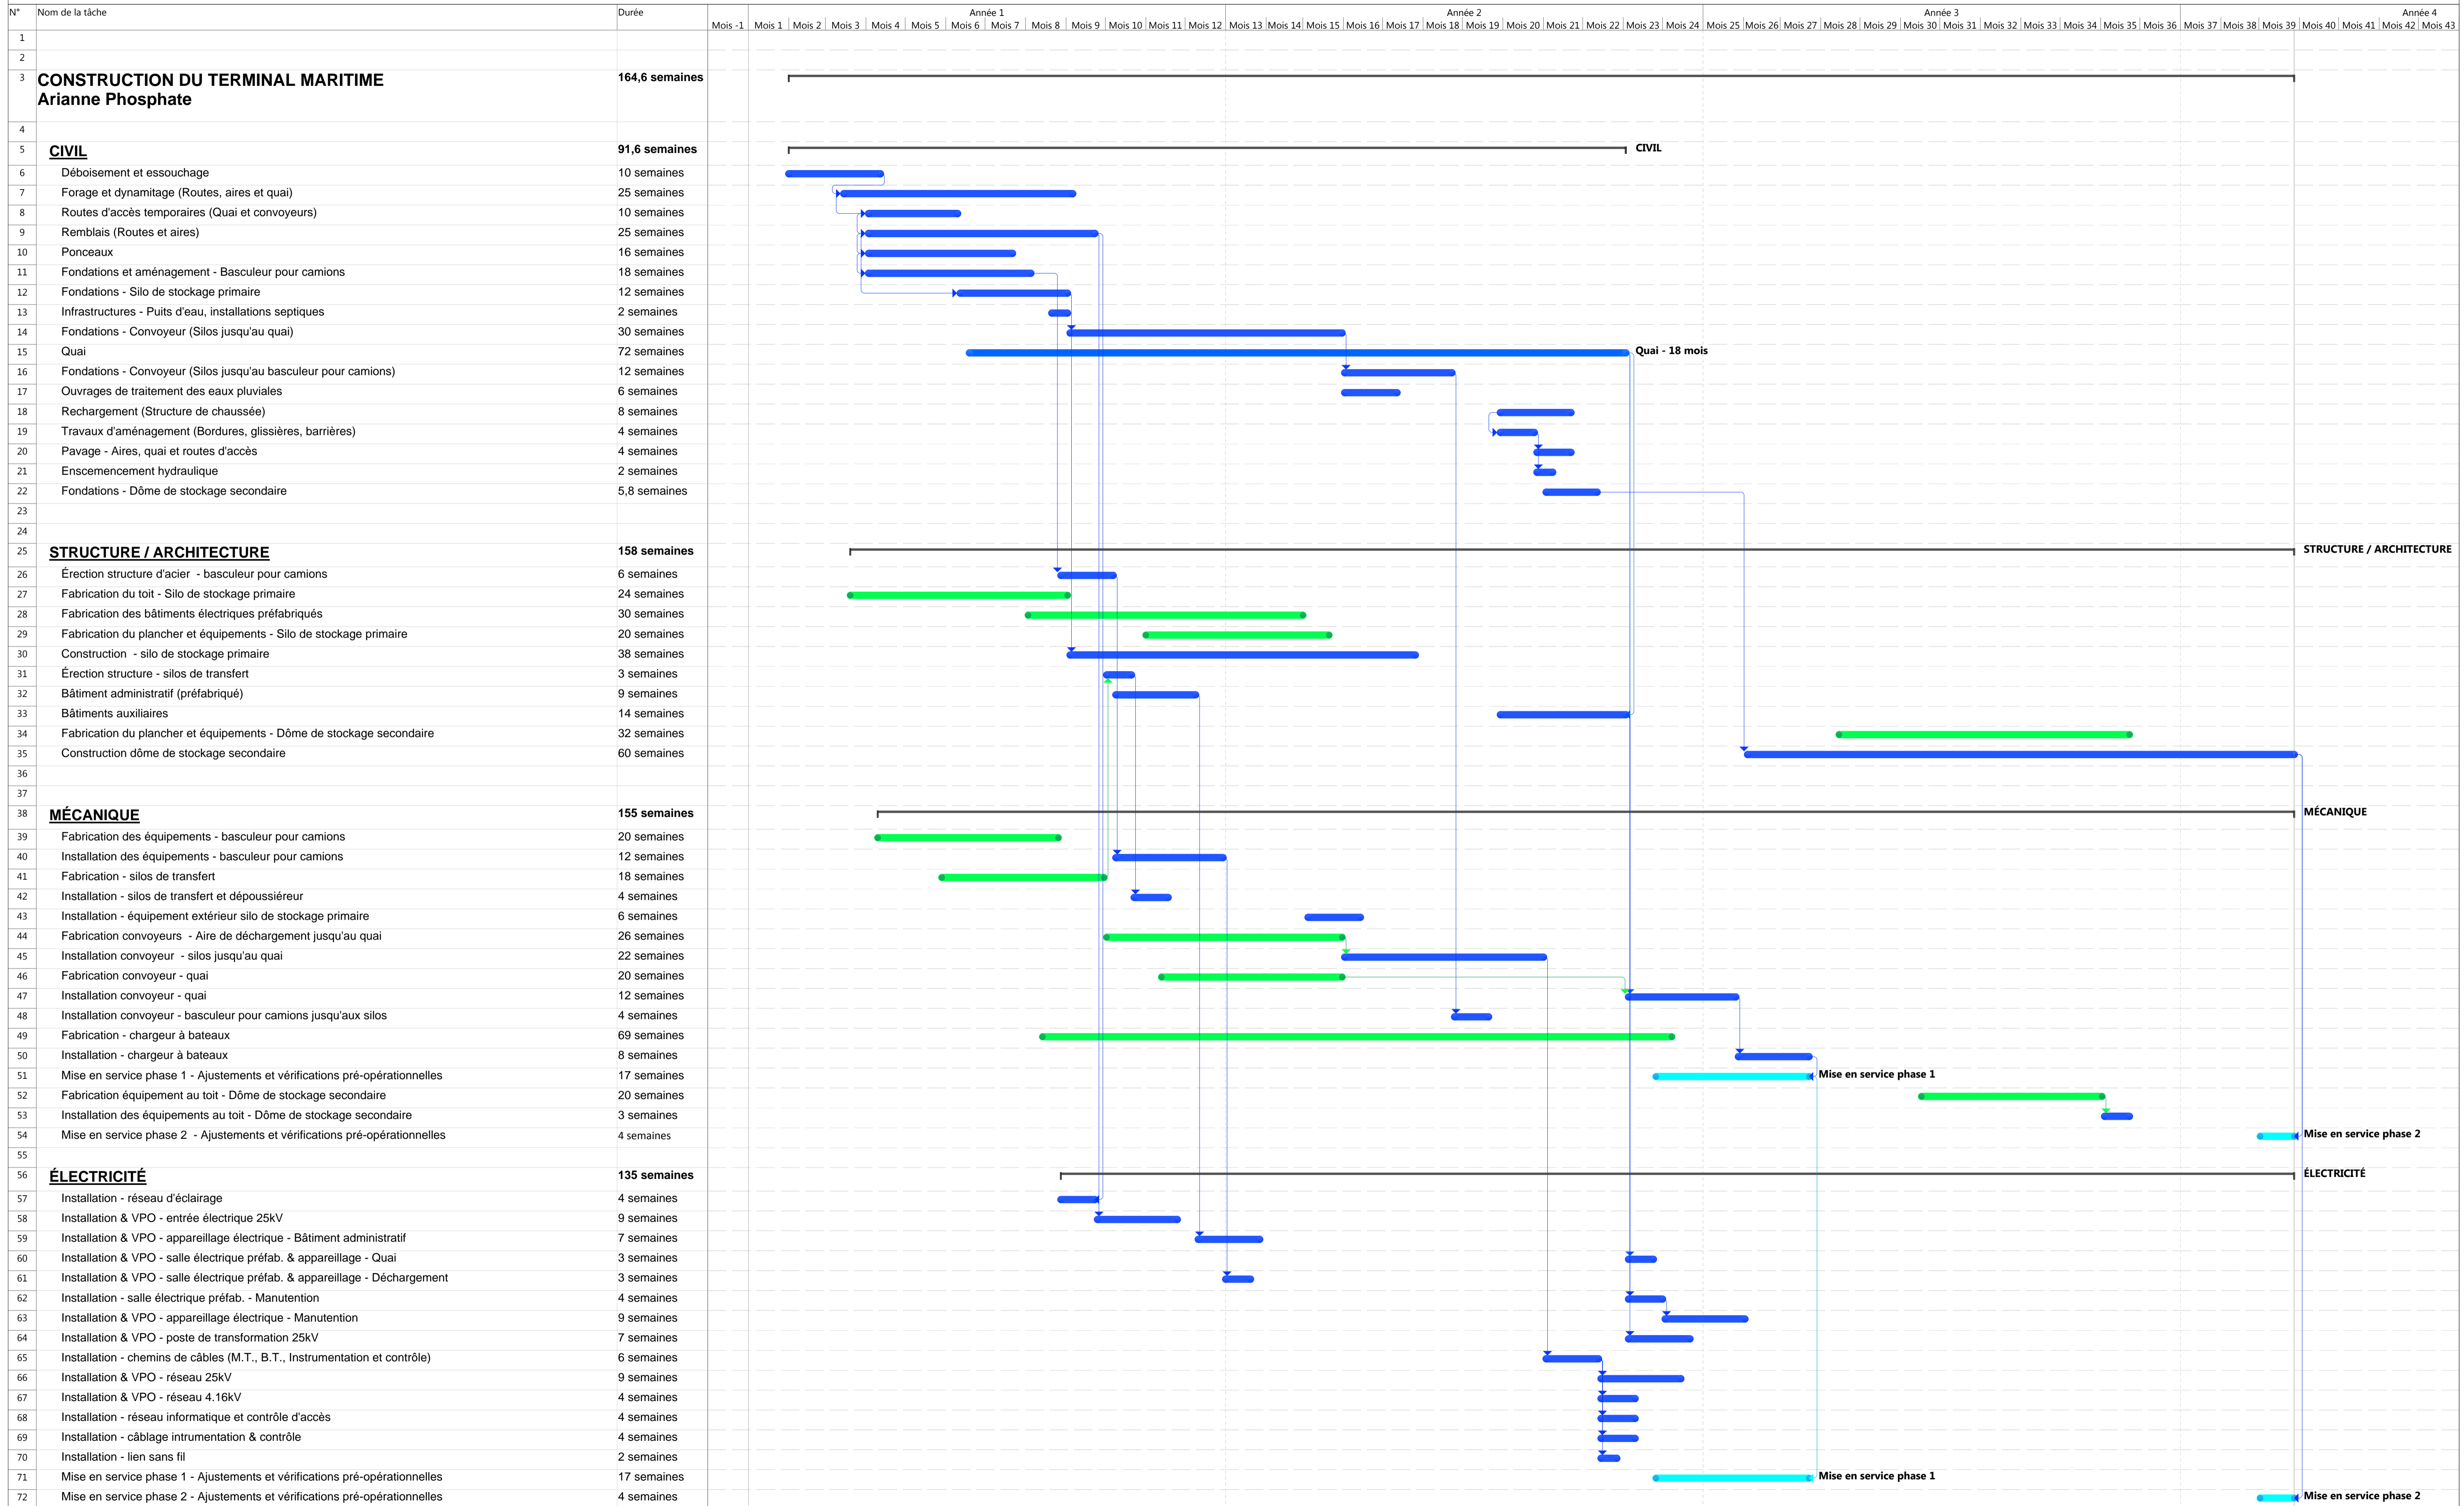 N° Nom de la tâche Durée Année 1 Année 2 Année 3 Année 4
Mois -1 Mois 1 Mois 2 Mois 3 Mois 4 Mois 5 Mois 6 Mois 7 Mois 8 Mois 9 Mois 10 Mois 11 Mois 12 Mois 13 Mois 14 Mois 15 Mois 16 Mois 17 Mois 18 Mois 19 Mois 20 Mois 21 Mois 22 Mois 23 Mois 24 Mois 25 Mois 26 Mois 27 Mois 28 Mois 29 Mois 30 Mois 31 Mois 32 Mois 33 Mois 34 Mois 35 Mois 36 Mois 37 Mois 38 Mois 39 Mois 40 Mois 41 Mois 42 Mois 43
1
2
3 CONSTRUCTION DU TERMINAL MARITIME 164,6 semaines
Arianne Phosphate
4
5 CIVIL 91,6 semaines CIVIL
6 Déboisement et essouchage 10 semaines
7 Forage et dynamitage (Routes, aires et quai) 25 semaines
8 Routes d'accès temporaires (Quai et convoyeurs) 10 semaines
9 Remblais (Routes et aires) 25 semaines
10 Ponceaux 16 semaines
11 Fondations et aménagement - Basculeur pour camions 18 semaines
12 Fondations - Silo de stockage primaire 12 semaines
13 Infrastructures - Puits d'eau, installations septiques 2 semaines
14 Fondations - Convoyeur (Silos jusqu'au quai) 30 semaines
15 Quai 72 semaines Quai - 18 mois
16 Fondations - Convoyeur (Silos jusqu'au basculeur pour camions) 12 semaines
17 Ouvrages de traitement des eaux pluviales 6 semaines
18 Rechargement (Structure de chaussée) 8 semaines
19 Travaux d'aménagement (Bordures, glissières, barrières) 4 semaines
20 Pavage - Aires, quai et routes d'accès 4 semaines
21 Enscemencement hydraulique 2 semaines
22 Fondations - Dôme de stockage secondaire 5,8 semaines
23
24
25 STRUCTURE / ARCHITECTURE 158 semaines STRUCTURE / ARCHITECTURE
26 Érection structure d'acier - basculeur pour camions 6 semaines
27 Fabrication du toit - Silo de stockage primaire 24 semaines
28 Fabrication des bâtiments électriques préfabriqués 30 semaines
29 Fabrication du plancher et équipements - Silo de stockage primaire 20 semaines
30 Construction - silo de stockage primaire 38 semaines
31 Érection structure - silos de transfert 3 semaines
32 Bâtiment administratif (préfabriqué) 9 semaines
33 Bâtiments auxiliaires 14 semaines
34 Fabrication du plancher et équipements - Dôme de stockage secondaire 32 semaines
35 Construction dôme de stockage secondaire 60 semaines
36
37
38 MÉCANIQUE 155 semaines MÉCANIQUE
39 Fabrication des équipements - basculeur pour camions 20 semaines
40 Installation des équipements - basculeur pour camions 12 semaines
41 Fabrication - silos de transfert 18 semaines
42 Installation - silos de transfert et dépoussiéreur 4 semaines
43 Installation - équipement extérieur silo de stockage primaire 6 semaines
44 Fabrication convoyeurs - Aire de déchargement jusqu'au quai 26 semaines
45 Installation convoyeur - silos jusqu'au quai 22 semaines
46 Fabrication convoyeur - quai 20 semaines
47 Installation convoyeur - quai 12 semaines
48 Installation convoyeur - basculeur pour camions jusqu'aux silos 4 semaines
49 Fabrication - chargeur à bateaux 69 semaines
50 Installation - chargeur à bateaux 8 semaines
51 Mise en service phase 1 - Ajustements et vérifications pré-opérationnelles 17 semaines Mise en service phase 1
52 Fabrication équipement au toit - Dôme de stockage secondaire 20 semaines
53 Installation des équipements au toit - Dôme de stockage secondaire 3 semaines
54 Mise en service phase 2 - Ajustements et vérifications pré-opérationnelles 4 semaines Mise en service phase 2
55
56 ÉLECTRICITÉ 135 semaines ÉLECTRICITÉ
57 Installation - réseau d'éclairage 4 semaines
58 Installation & VPO - entrée électrique 25kV 9 semaines
59 Installation & VPO - appareillage électrique - Bâtiment administratif 7 semaines
60 Installation & VPO - salle électrique préfab. & appareillage - Quai 3 semaines
61 Installation & VPO - salle électrique préfab. & appareillage - Déchargement 3 semaines
62 Installation - salle électrique préfab. - Manutention 4 semaines
63 Installation & VPO - appareillage électrique - Manutention 9 semaines
64 Installation & VPO - poste de transformation 25kV 7 semaines
65 Installation - chemins de câbles (M.T., B.T., Instrumentation et contrôle) 6 semaines
66 Installation & VPO - réseau 25kV 9 semaines
67 Installation & VPO - réseau 4.16kV 4 semaines
68 Installation - réseau informatique et contrôle d'accès 4 semaines
69 Installation - câblage intrumentation & contrôle 4 semaines
70 Installation - lien sans fil 2 semaines
71 Mise en service phase 1 - Ajustements et vérifications pré-opérationnelles 17 semaines Mise en service phase 1
72 Mise en service phase 2 - Ajustements et vérifications pré-opérationnelles 4 semaines Mise en service phase 2